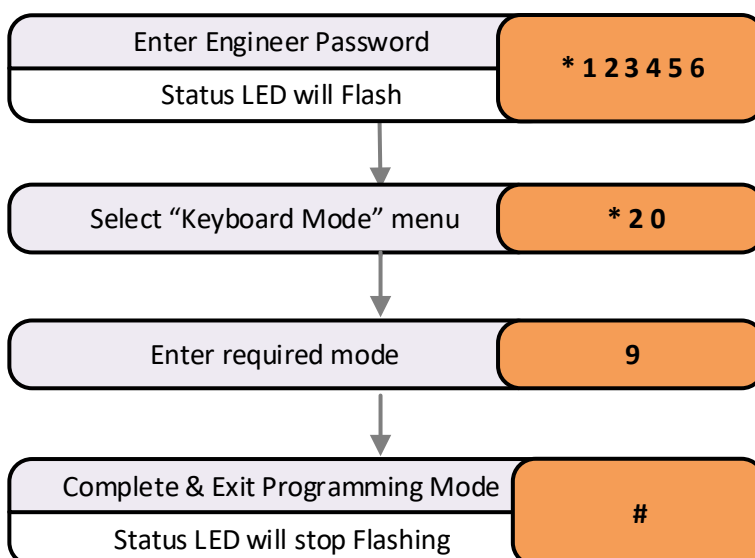 Enter Engineer Password
* 1 2 3 4 5 6
Status LED will Flash
Select “Keyboard Mode” menu
* 2 0
Enter required mode
9
Complete & Exit Programming Mode
#
Status LED will stop Flashing